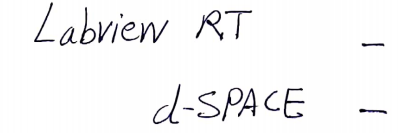 Labview RT –
d-SPACE –